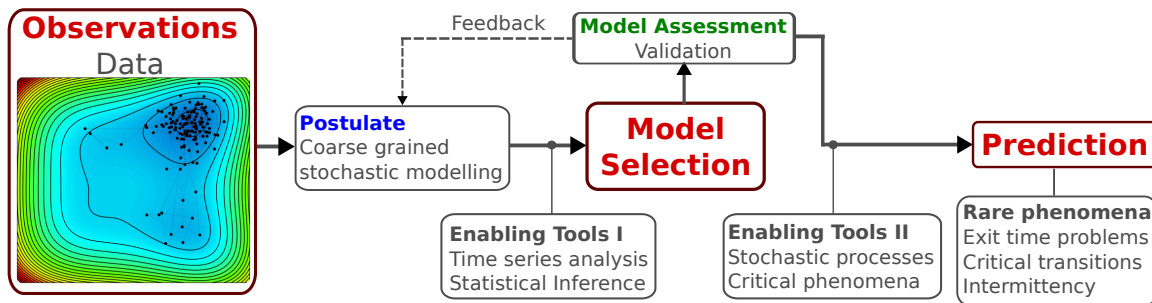 Observations
Data
Feedback
Postulate
Coarse grained
stochastic modelling
Model Assessment
Validation
Model
Selection
Prediction
Enabling Tools I
Time series analysis
Statistical Inference
Enabling Tools II
Stochastic processes
Critical phenomena
Rare phenomena
Exit time problems
Critical transitions
Intermittency